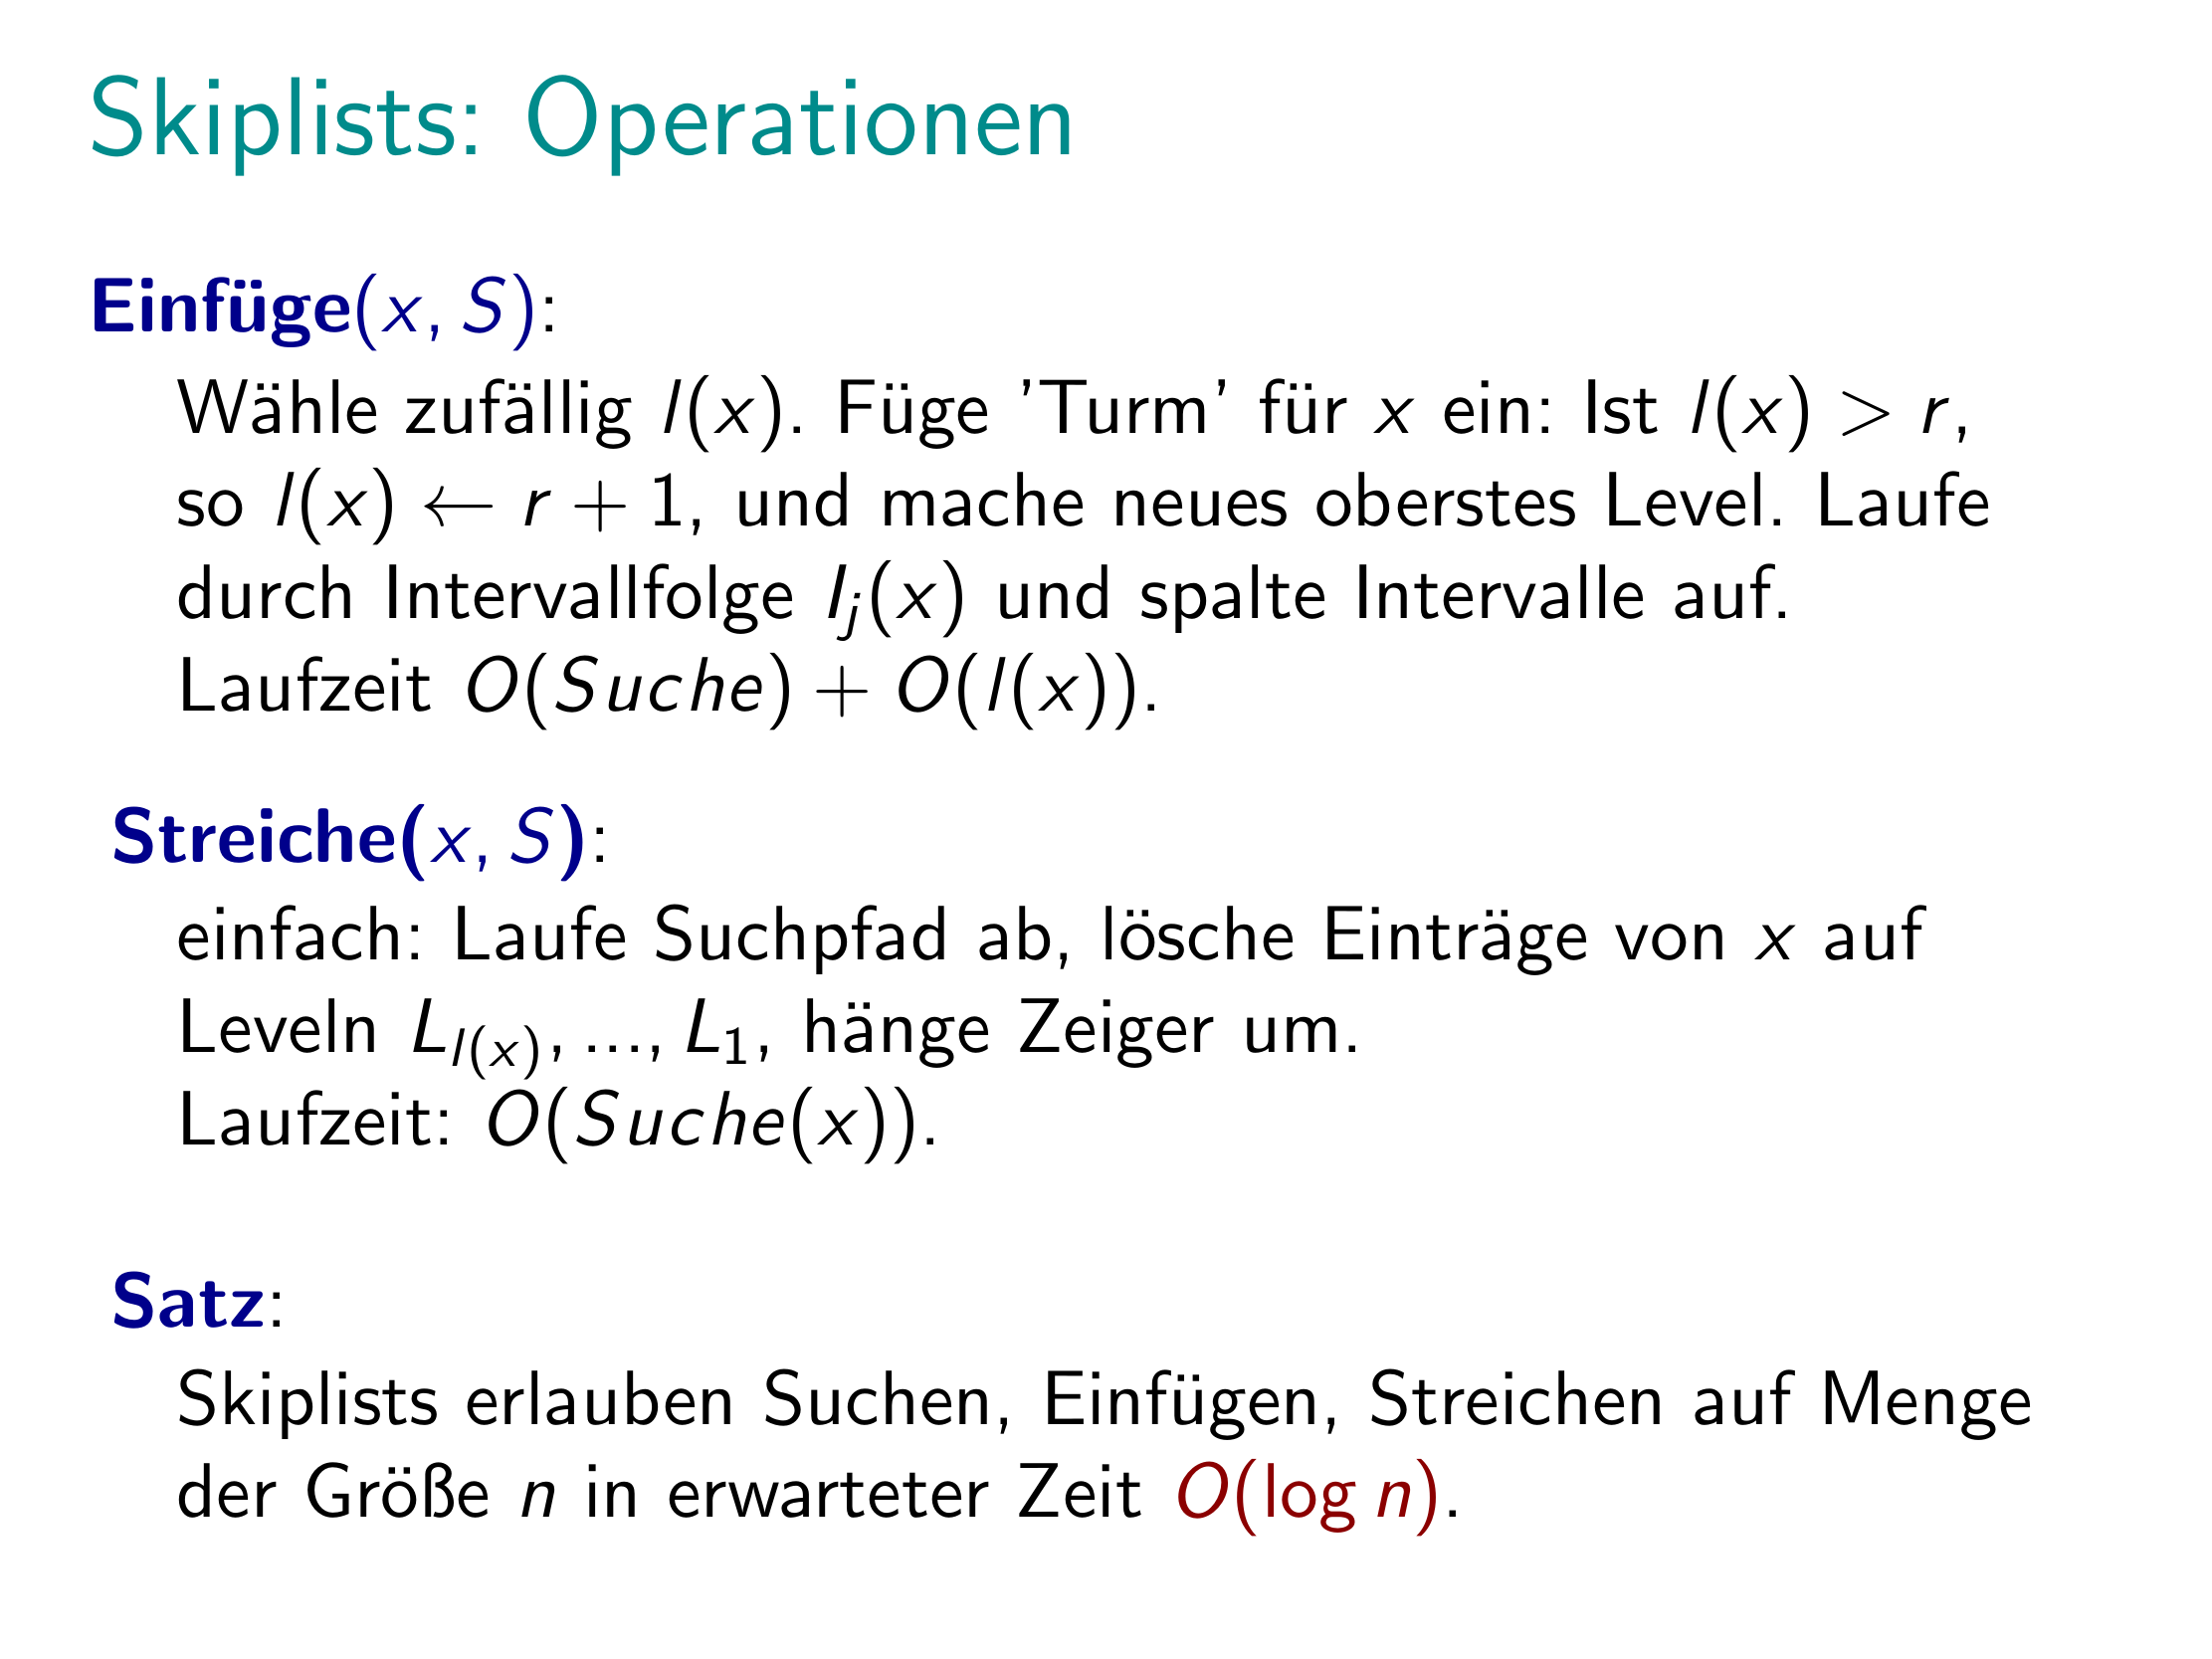 Skiplists: Operationen
Einfüge(x, S):
Wähle zufällig l(x). Füge 'Turm' für x ein: Ist l(x) > r,
so l(x) ← r + 1, und mache neues oberstes Level. Laufe
durch Intervallfolge I_j(x) und spalte Intervalle auf.
Laufzeit O(Suche) + O(l(x)).
Streiche(x, S):
einfach: Laufe Suchpfad ab, lösche Einträge von x auf
Leveln L_{l(x)}, ..., L_1, hänge Zeiger um.
Laufzeit: O(Suche(x)).
Satz:
Skiplists erlauben Suchen, Einfügen, Streichen auf Menge
der Größe n in erwarteter Zeit O(log n).